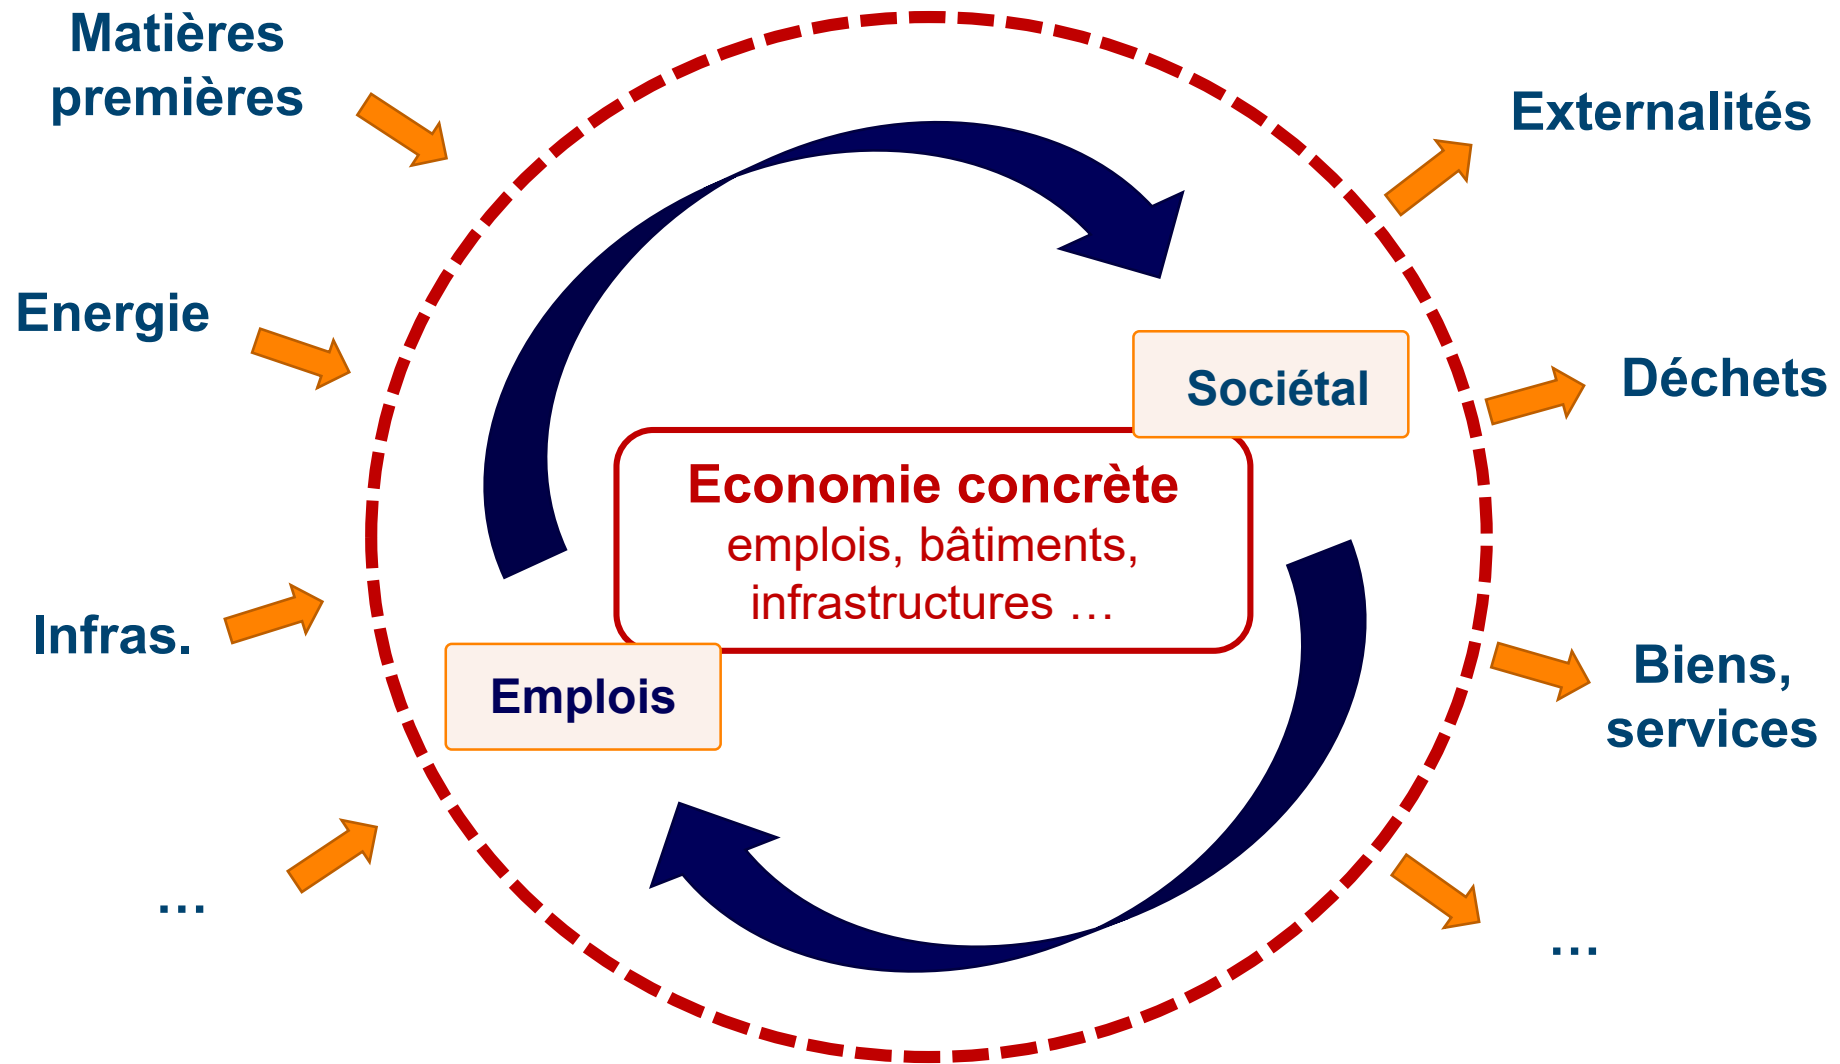 Matières
premières
Energie
Infras.
…
Sociétal
Economie concrète
emplois, bâtiments,
infrastructures …
Emplois
Externalités
Déchets
Biens,
services
…